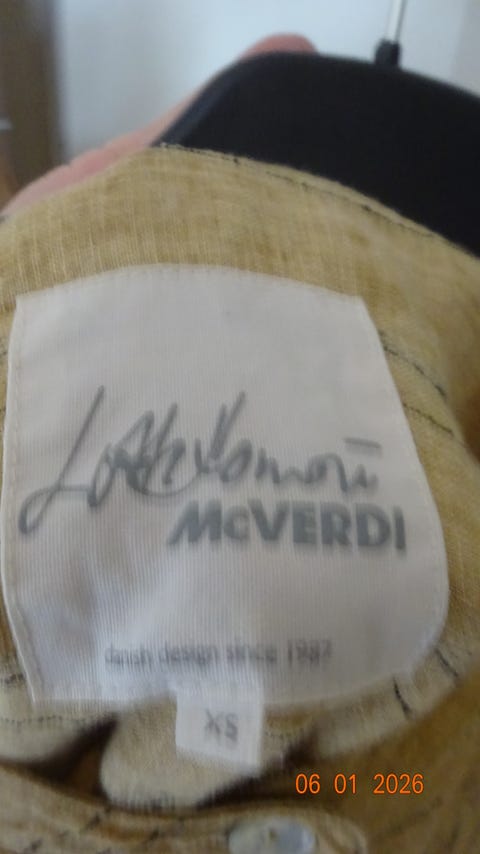 McVERDI
danish design since 1987
XS
06 01 2026